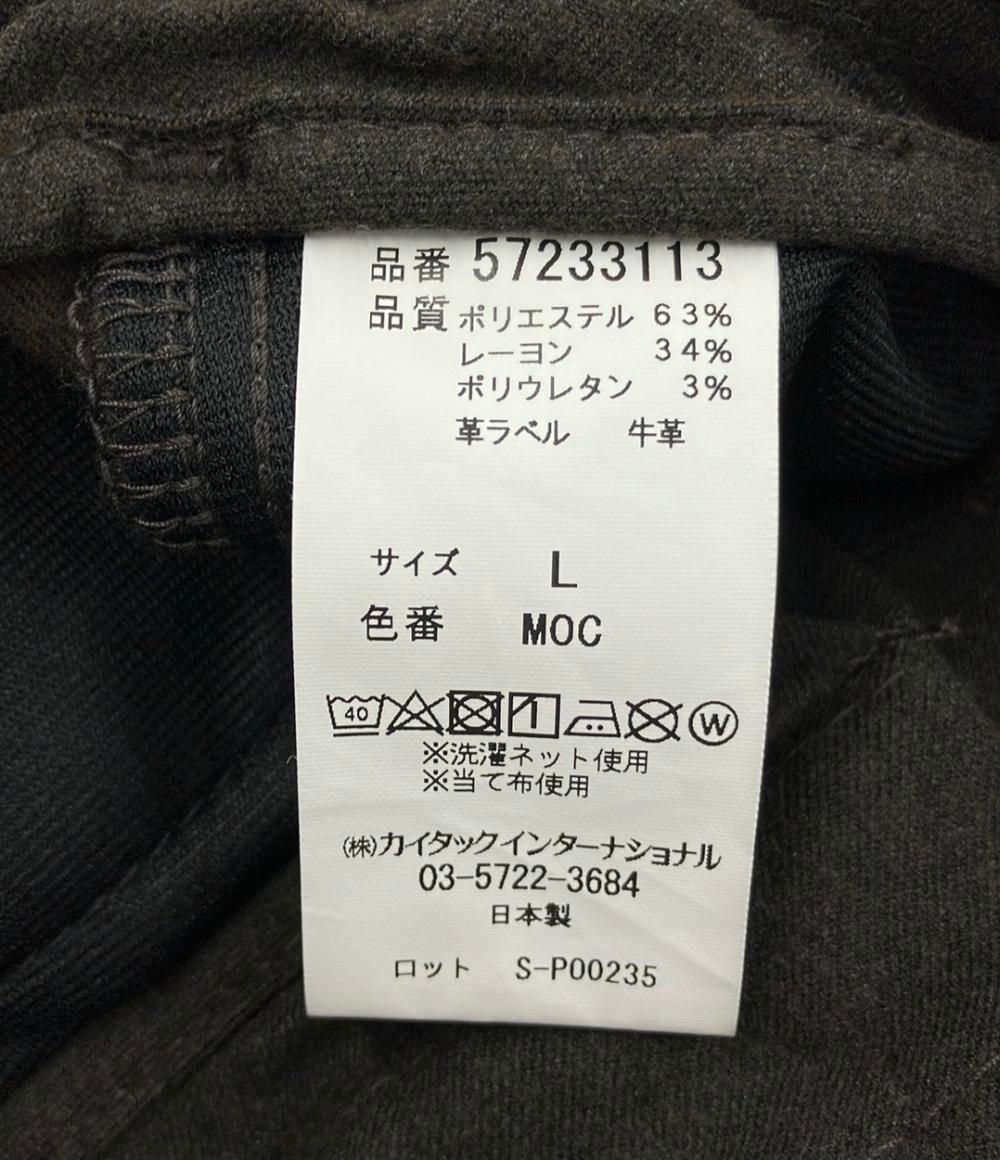 品番 57233113
品質 ポリエステル 63%
レーヨン 34%
ポリウレタン 3%
革ラベル 牛革
サイズ L
色番 MOC
40 W
※洗濯ネット使用
※当て布使用
㈱カイタックインターナショナル
03-5722-3684
日本製
ロット S-P00235